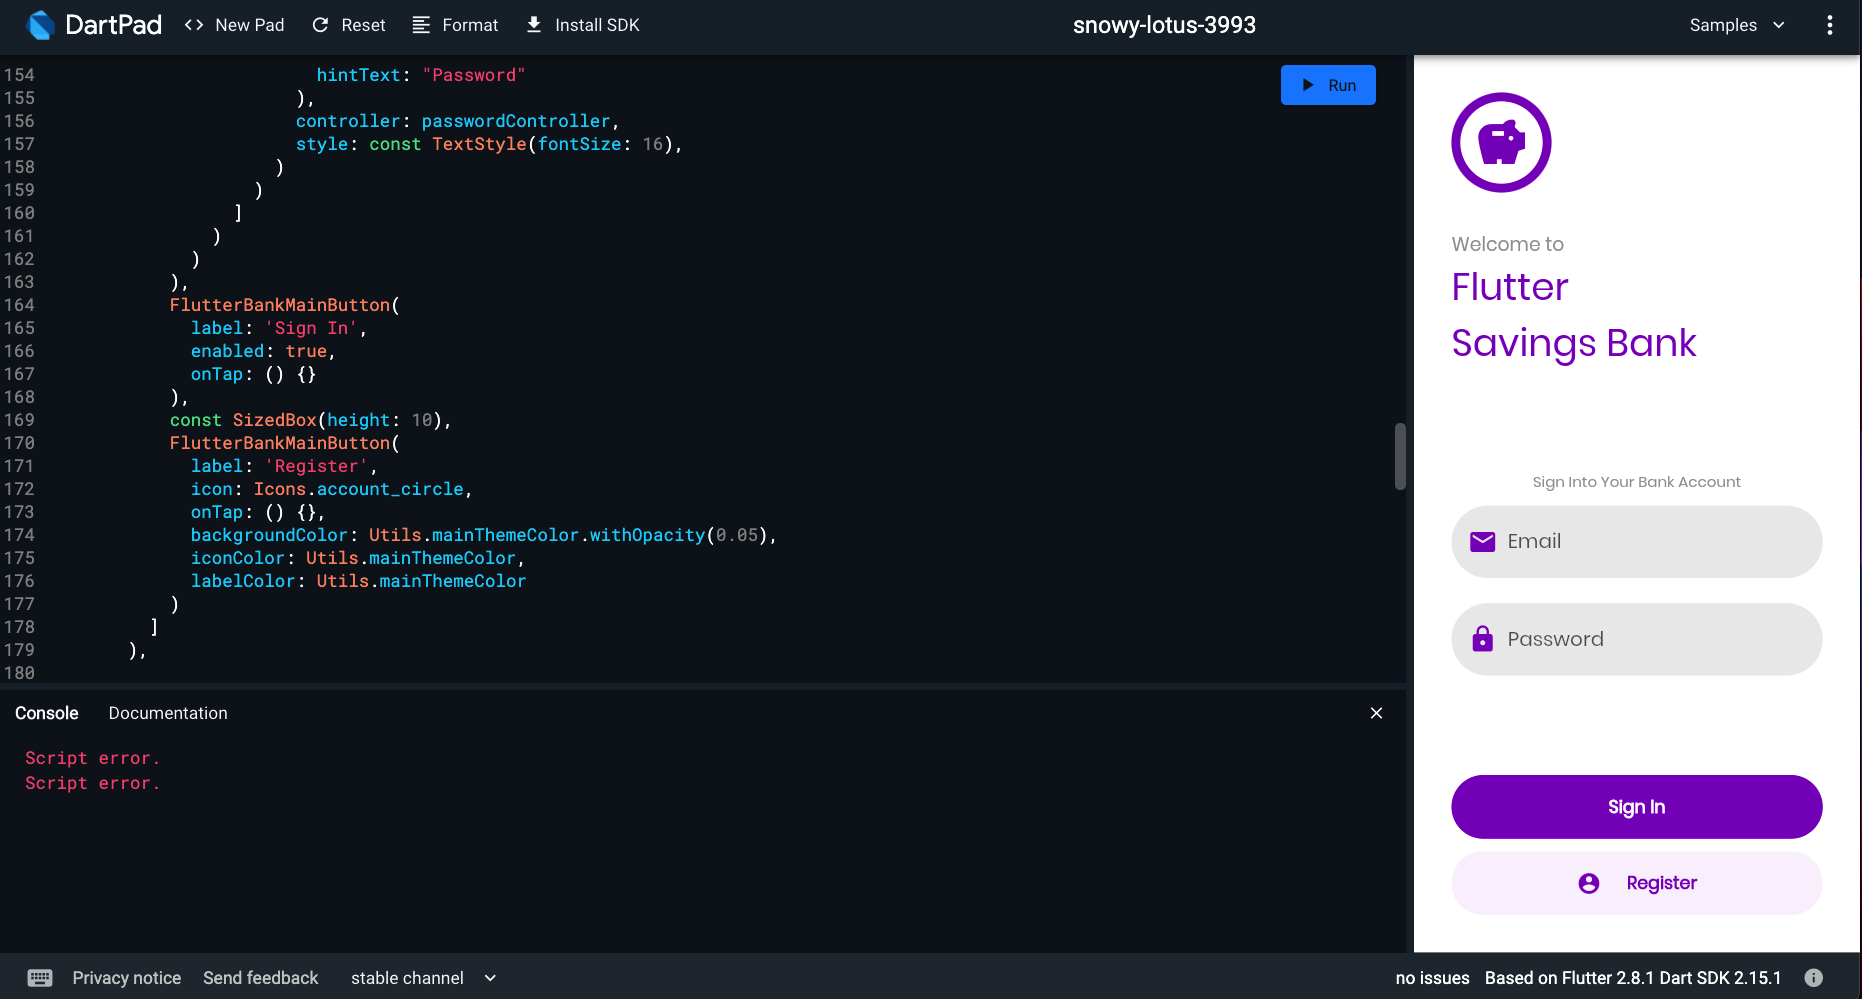 DartPad
<> New Pad
Reset
Format
Install SDK
snowy-lotus-3993
Samples
154 hintText: "Password"
155 ),
156 controller: passwordController,
157 style: const TextStyle(fontSize: 16),
158 )
159 )
160 ]
161 )
162 )
163 ),
164 FlutterBankMainButton(
165 label: 'Sign In',
166 enabled: true,
167 onTap: () {}
168 ),
169 const SizedBox(height: 10),
170 FlutterBankMainButton(
171 label: 'Register',
172 icon: Icons.account_circle,
173 onTap: () {},
174 backgroundColor: Utils.mainThemeColor.withOpacity(0.05),
175 iconColor: Utils.mainThemeColor,
176 labelColor: Utils.mainThemeColor
177 )
178 ]
179 ),
180
Run
Console
Documentation
Script error.
Script error.
Welcome to
Flutter
Savings Bank
Sign Into Your Bank Account
Email
Password
Sign In
Register
Privacy notice
Send feedback
stable channel
no issues
Based on Flutter 2.8.1 Dart SDK 2.15.1